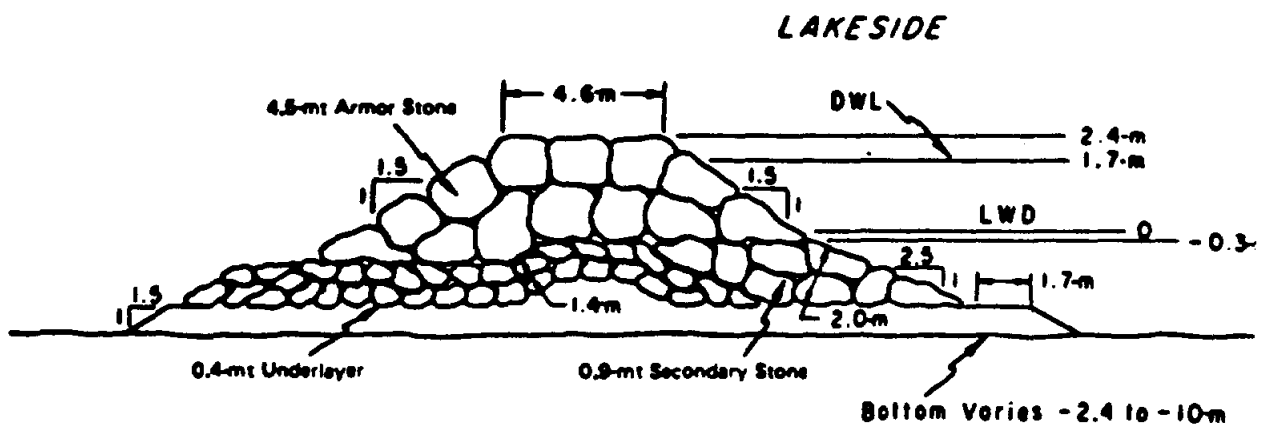 LAKESIDE
4.6-m
4.5-mt Armor Stone
DWL
2.4-m
1.7-m
1.5
1
1.5
1
LWD
0
-0.3-
2.5
1
1.7-m
1.5
1
1.4-m
2.0-m
0.4-mt Underlayer
0.9-mt Secondary Stone
Bottom Varies -2.4 to -10-m